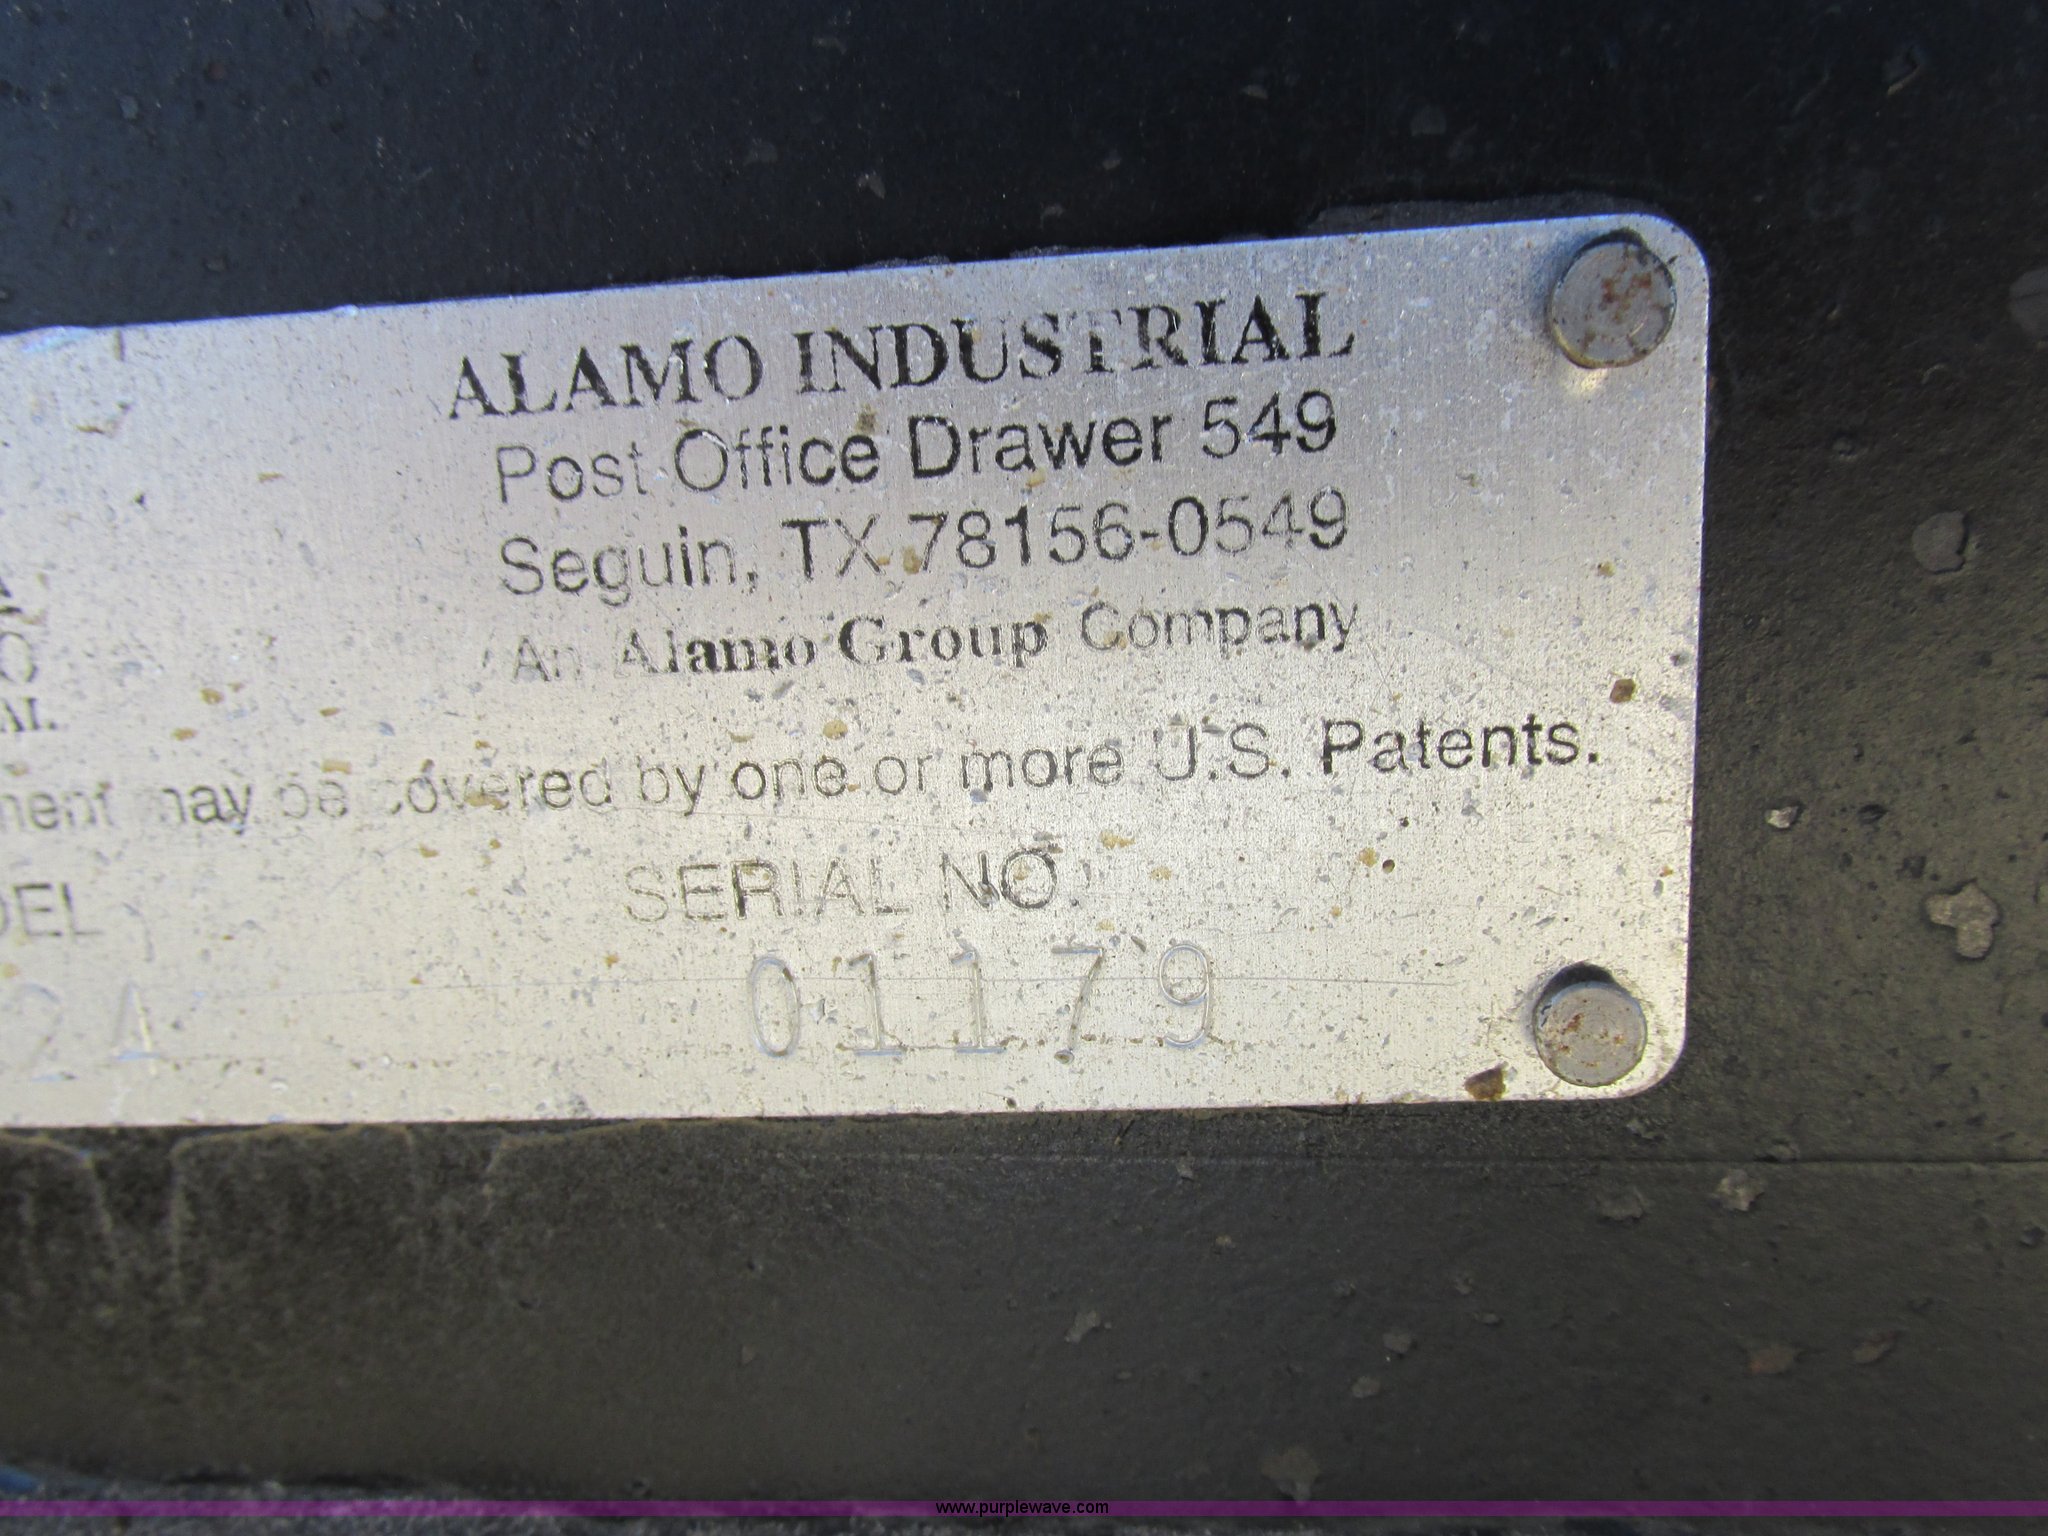 ALAMO INDUSTRIAL
Post Office Drawer 549
Seguin, TX 78156-0549
An Alamo Group Company
may be covered by one or more U.S. Patents.
SERIAL NO.
01179
www.purplewave.com